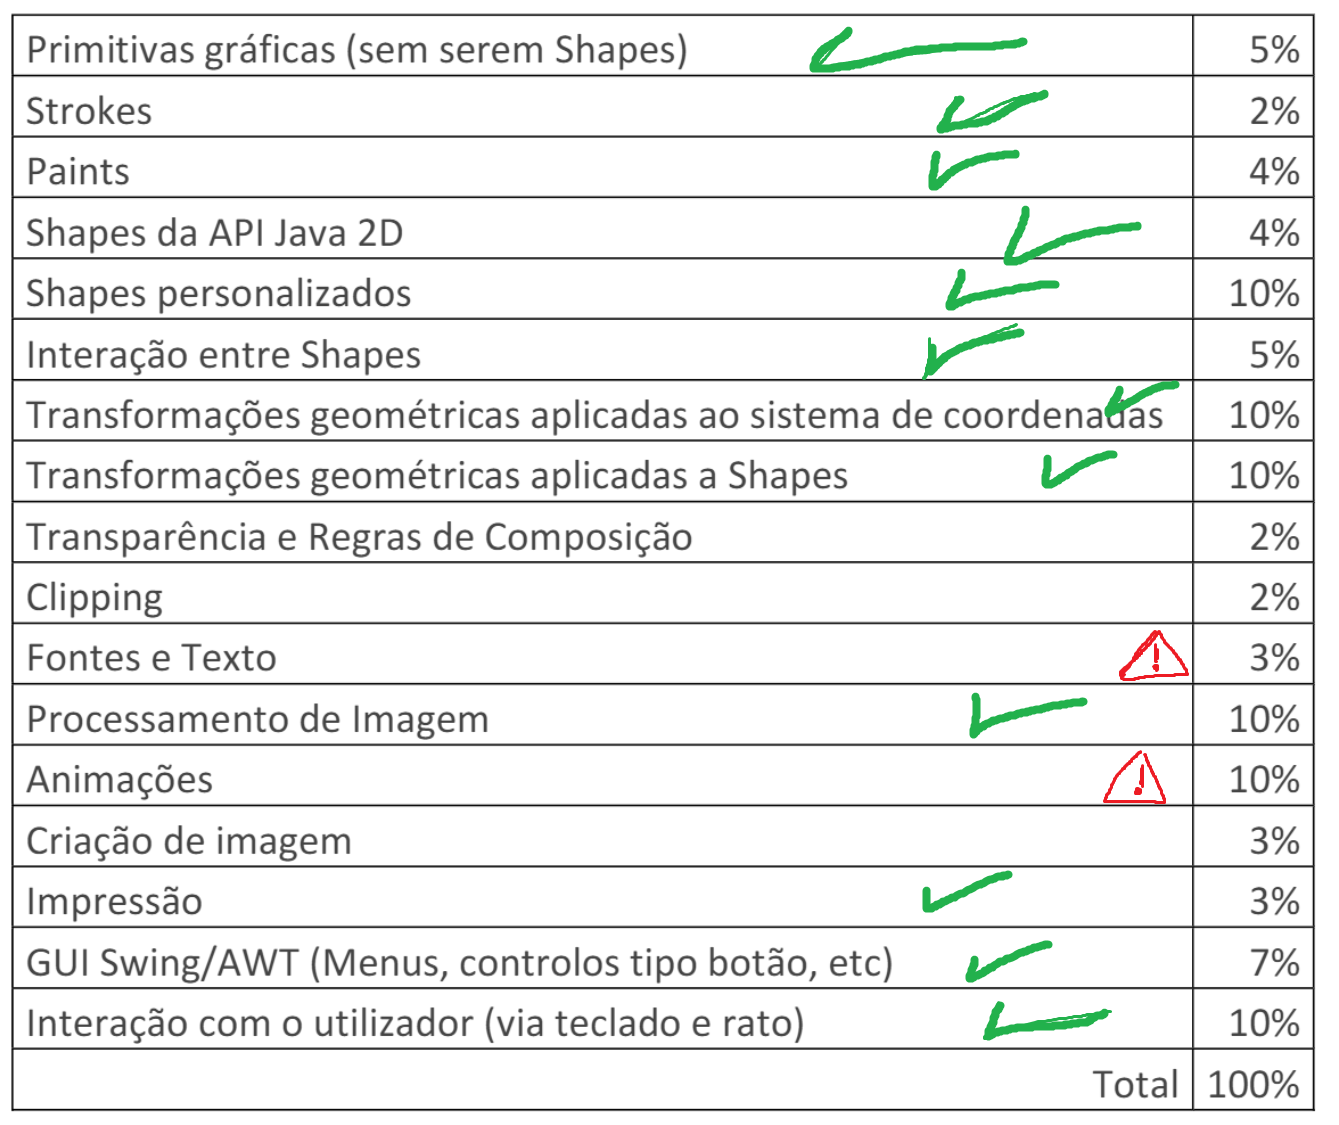 Primitivas gráficas (sem serem Shapes) 5%
Strokes 2%
Paints 4%
Shapes da API Java 2D 4%
Shapes personalizados 10%
Interação entre Shapes 5%
Transformações geométricas aplicadas ao sistema de coordenadas 10%
Transformações geométricas aplicadas a Shapes 10%
Transparência e Regras de Composição 2%
Clipping 2%
Fontes e Texto ! 3%
Processamento de Imagem 10%
Animações ! 10%
Criação de imagem 3%
Impressão 3%
GUI Swing/AWT (Menus, controlos tipo botão, etc) 7%
Interação com o utilizador (via teclado e rato) 10%
Total 100%